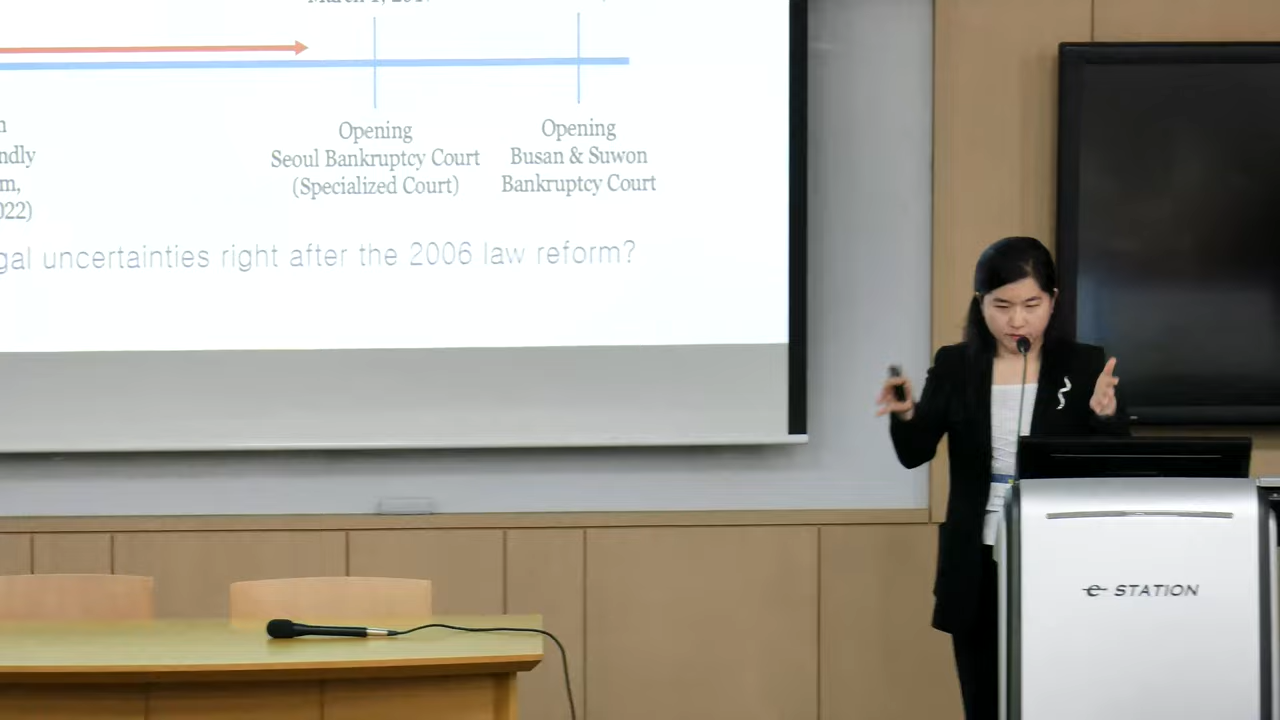 Opening
Seoul Bankruptcy Court
(Specialized Court)
Opening
Busan & Suwon
Bankruptcy Court
uncertainties right after the 2006 law reform?
e-STATION